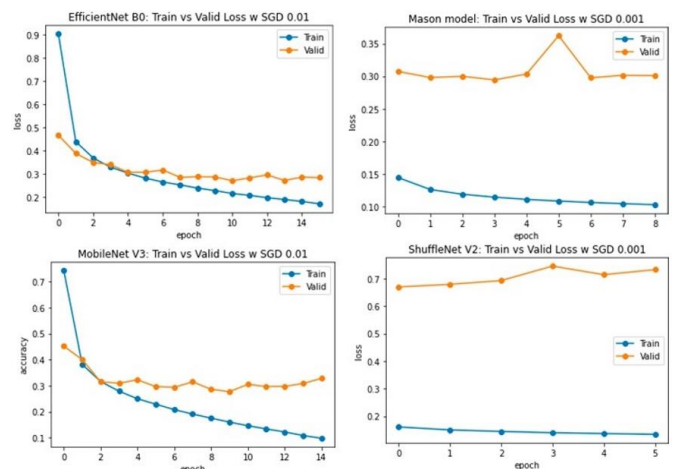 EfficientNet B0: Train vs Valid Loss w SGD 0.01
0.9
0.8
0.7
0.6
0.5
0.4
0.3
0.2
loss
Train
Valid
0 2 4 6 8 10 12 14
epoch
Mason model: Train vs Valid Loss w SGD 0.001
0.35
0.30
0.25
0.20
0.15
0.10
loss
Train
Valid
0 1 2 3 4 5 6 7 8
epoch
MobileNet V3: Train vs Valid Loss w SGD 0.01
0.7
0.6
0.5
0.4
0.3
0.2
0.1
accuracy
Train
Valid
0 2 4 6 8 10 12 14
epoch
ShuffleNet V2: Train vs Valid Loss w SGD 0.001
0.7
0.6
0.5
0.4
0.3
0.2
loss
Train
Valid
0 1 2 3 4 5
epoch